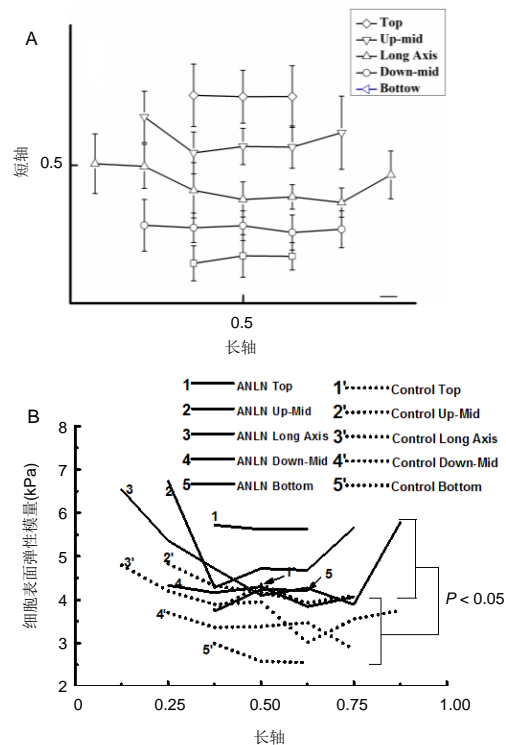 A
Top
Up-mid
Long Axis
Down-mid
Bottow
短轴
0.5
0.5
长轴
B
1 ANLN Top
2 ANLN Up-Mid
3 ANLN Long Axis
4 ANLN Down-Mid
5 ANLN Bottom
1' Control Top
2' Control Up-Mid
3' Control Long Axis
4' Control Down-Mid
5' Control Bottom
细胞表面弹性模量(kPa)
8
7
6
5
4
3
2
3
2
1
2'
3'
4
1'
5
4'
5'
P < 0.05
0
0.25
0.50
0.75
1.00
长轴